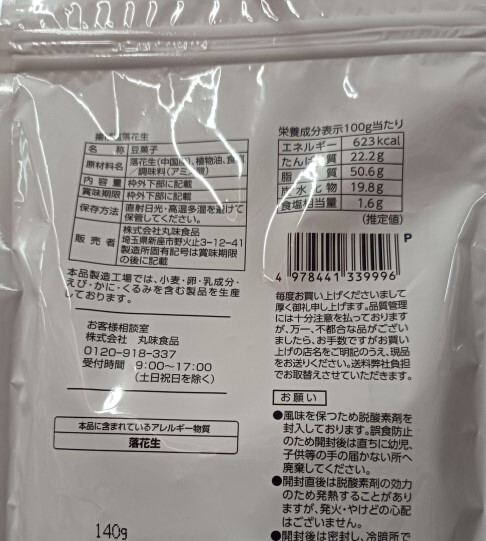 落花生
名 称 豆菓子
原材料名 落花生(中国産)、植物油、食塩
/調味料(アミノ酸)
内 容 量 枠外下部に記載
賞味期限 枠外下部に記載
保存方法 直射日光・高温多湿を避けて
保管してください。
販 売 者 株式会社丸味食品
埼玉県新座市野火止3-12-41
製造所固有記号は賞味期限
の後に記載
本品製造工場では、小麦・卵・乳成分・
えび・かに・くるみを含む製品を生産
しております。
お客様相談室
株式会社 丸味食品
0120-918-337
受付時間 9:00〜17:00
(土日祝日を除く)
本品に含まれているアレルギー物質
落花生
140g
栄養成分表示100g当たり
エネルギー 623kcal
たんぱく質 22.2g
脂 質 50.6g
炭水化物 19.8g
食塩相当量 1.6g
(推定値)
P
4 978441 339996
毎度お買い上げくださいまして
厚く御礼申し上げます。品質管理
には十分注意を払っております
が、万一、不都合な品がござい
ましたら、お手数ですがお買い
上げの店名をご明記のうえ、現品
をお送りください。送料弊社負担
でお取替えさせていただきます。
お願い
●風味を保つため脱酸素剤を
封入しております。誤食防止
のため開封後は直ちに幼児、
子供等の手の届かない所へ
廃棄してください。
●開封直後は脱酸素剤の効力
のため発熱することがあり
ますが、発火・やけどの心配
はございません。
●開封後は密封し、冷暗所で